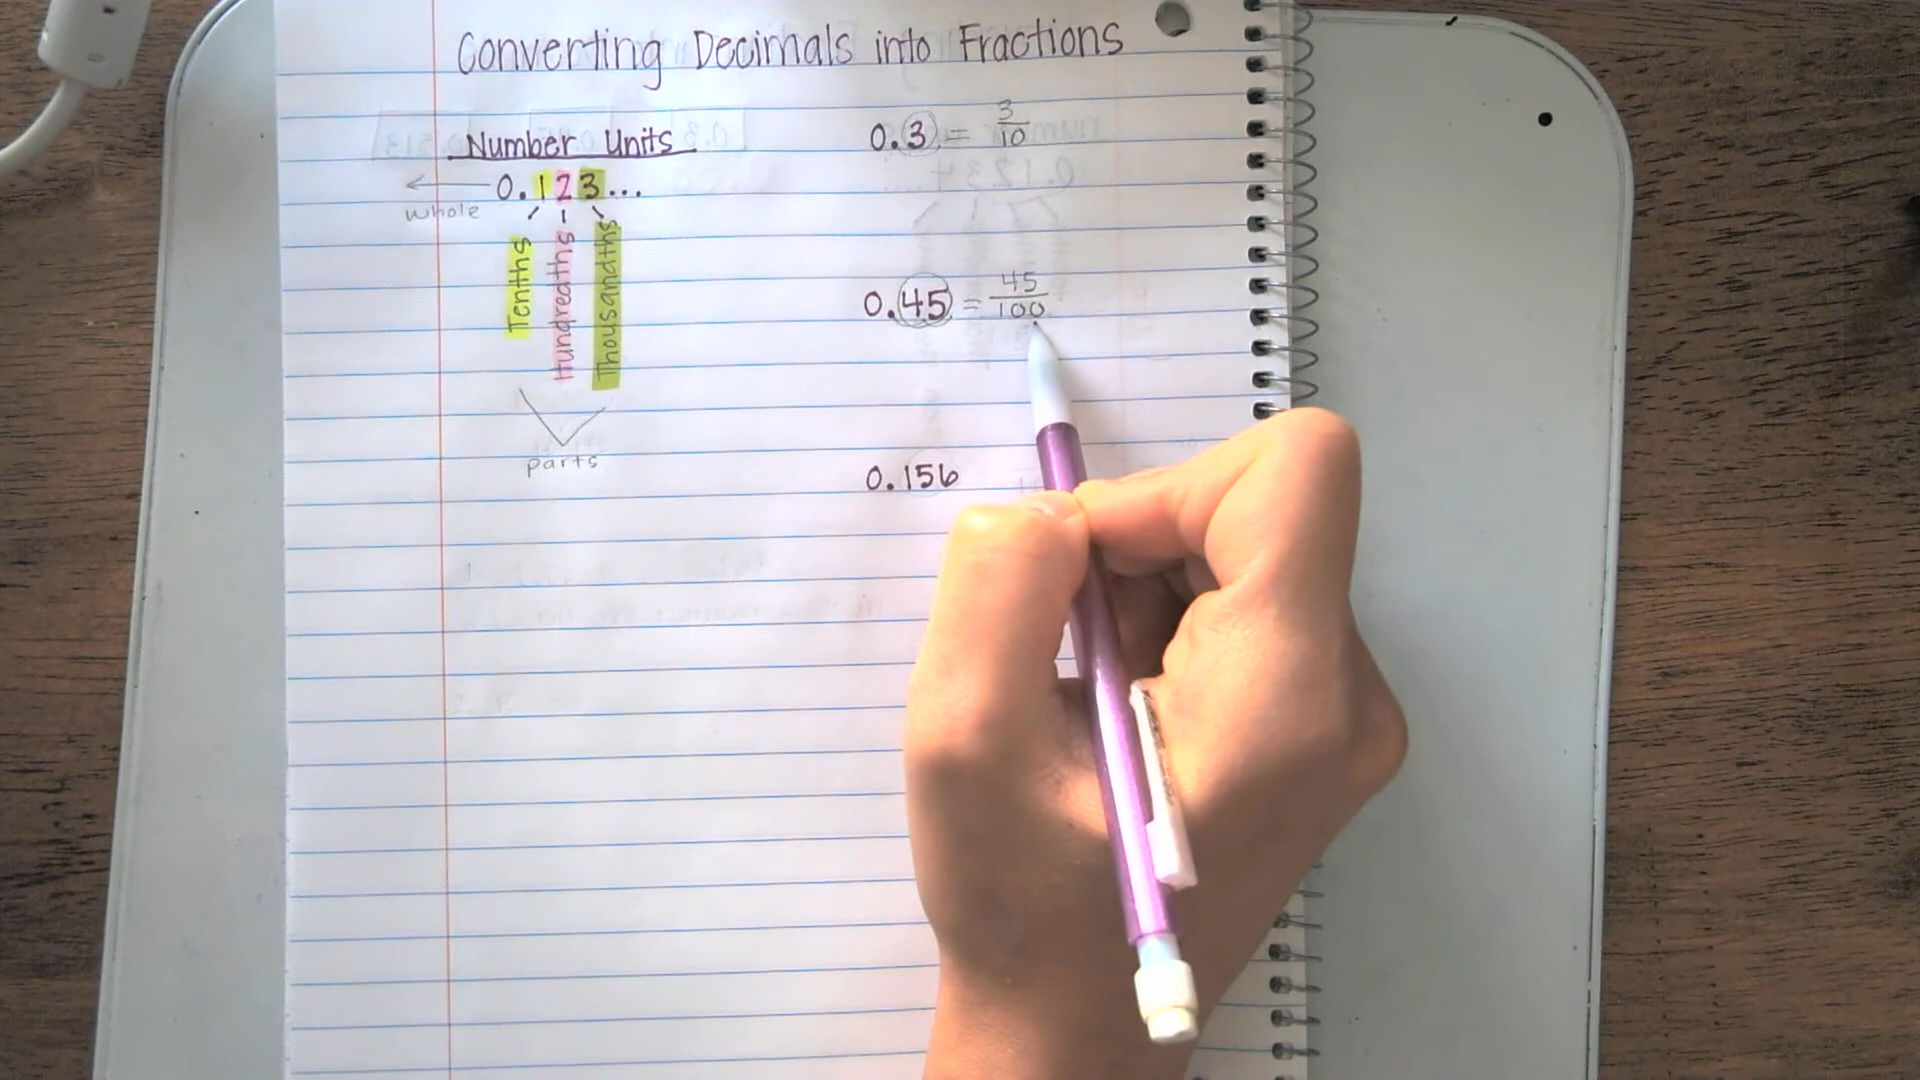 Converting Decimals into Fractions
Number Units
0.123...
whole
Tenths
Hundredths
Thousandths
parts
0.3 = 3/10
0.45 = 45/100
0.156